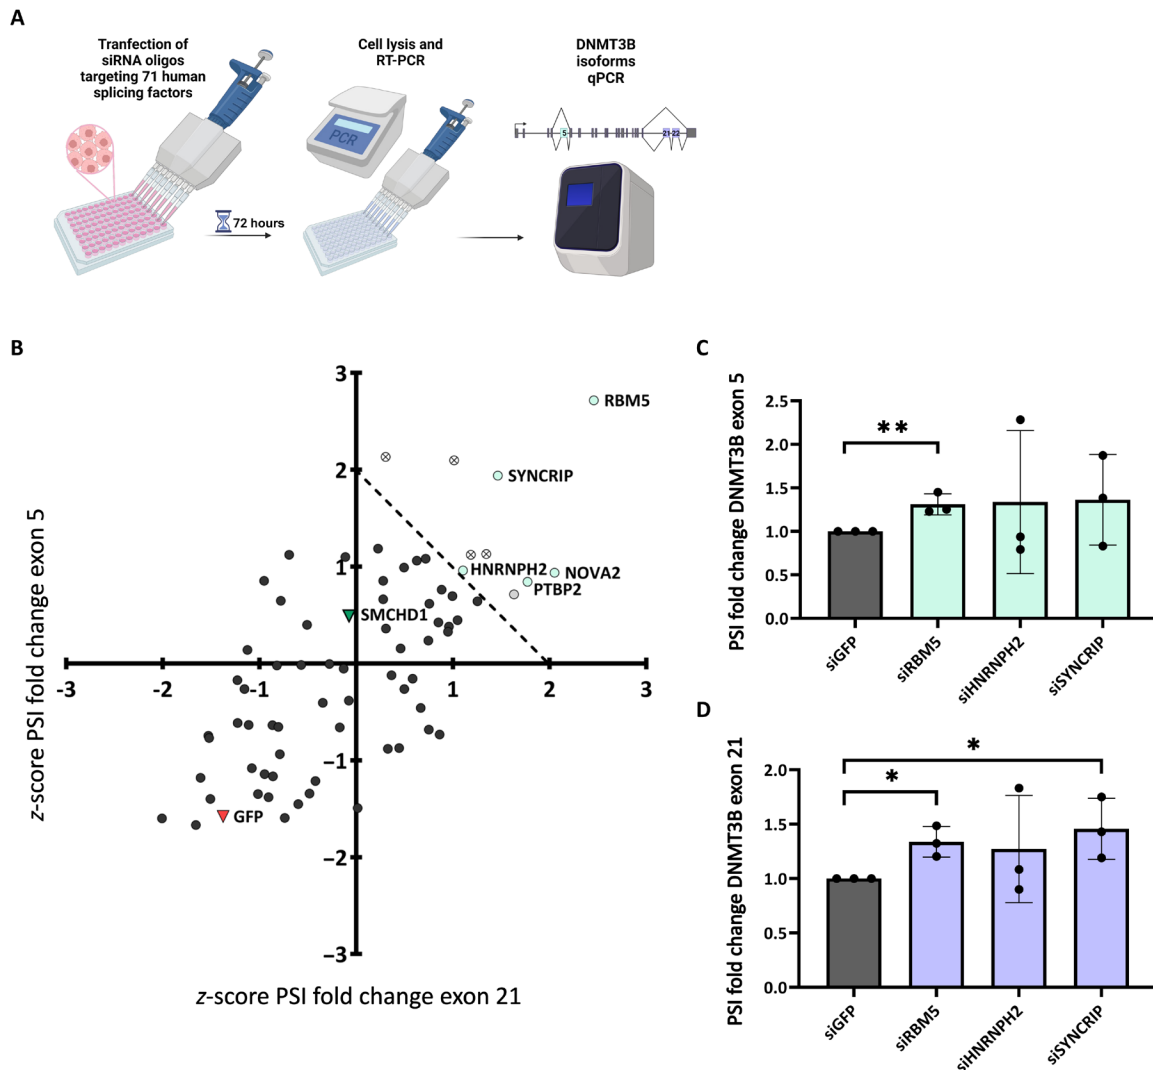 A
Tranfection of
siRNA oligos
targeting 71 human
splicing factors
72 hours
Cell lysis and
RT-PCR
PCR
DNMT3B
isoforms
qPCR
5
21
22
B
z-score PSI fold change exon 5
3
2
1
−1
−2
−3
-3
-2
-1
1
2
3
RBM5
SYNCRIP
HNRNPH2
NOVA2
PTBP2
SMCHD1
GFP
z-score PSI fold change exon 21
C
PSI fold change DNMT3B exon 5
2.5
2.0
1.5
1.0
0.5
0.0
**
siGFP
siRBM5
siHNRNPH2
siSYNCRIP
D
PSI fold change DNMT3B exon 21
2.0
1.5
1.0
0.5
0.0
*
*
siGFP
siRBM5
siHNRNPH2
siSYNCRIP